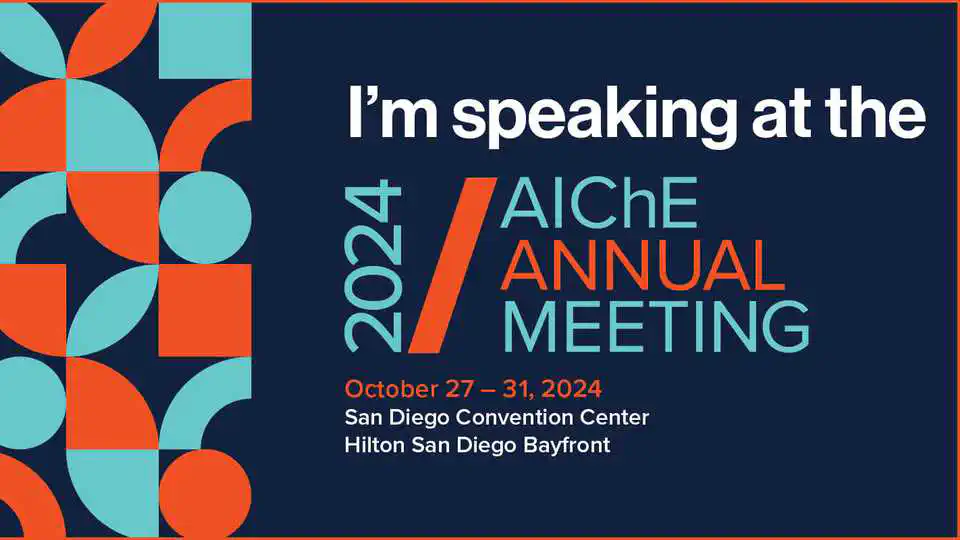 I'm speaking at the
2024
AIChE
ANNUAL
MEETING
October 27 – 31, 2024
San Diego Convention Center
Hilton San Diego Bayfront